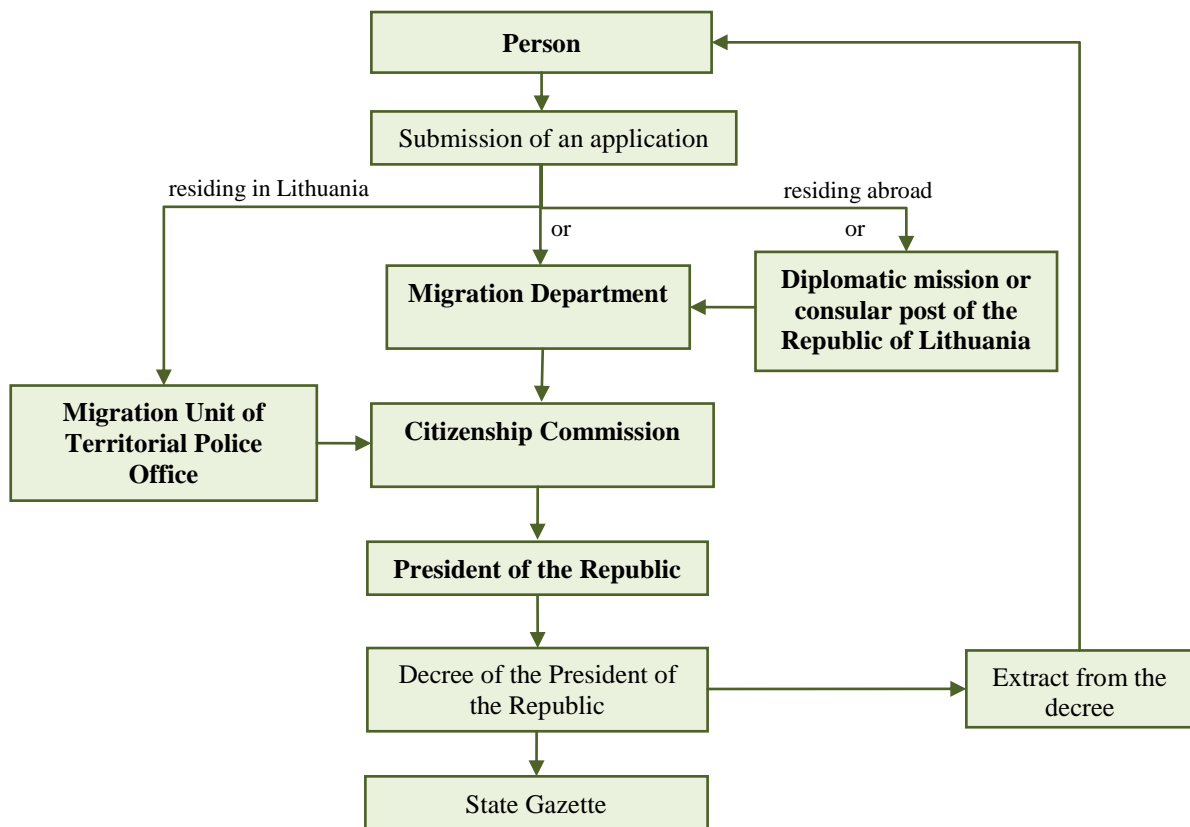 Person
Submission of an application
residing in Lithuania
residing abroad
or
or
Migration Department
Diplomatic mission or
consular post of the
Republic of Lithuania
Migration Unit of
Territorial Police
Office
Citizenship Commission
President of the Republic
Decree of the President of
the Republic
Extract from the
decree
State Gazette